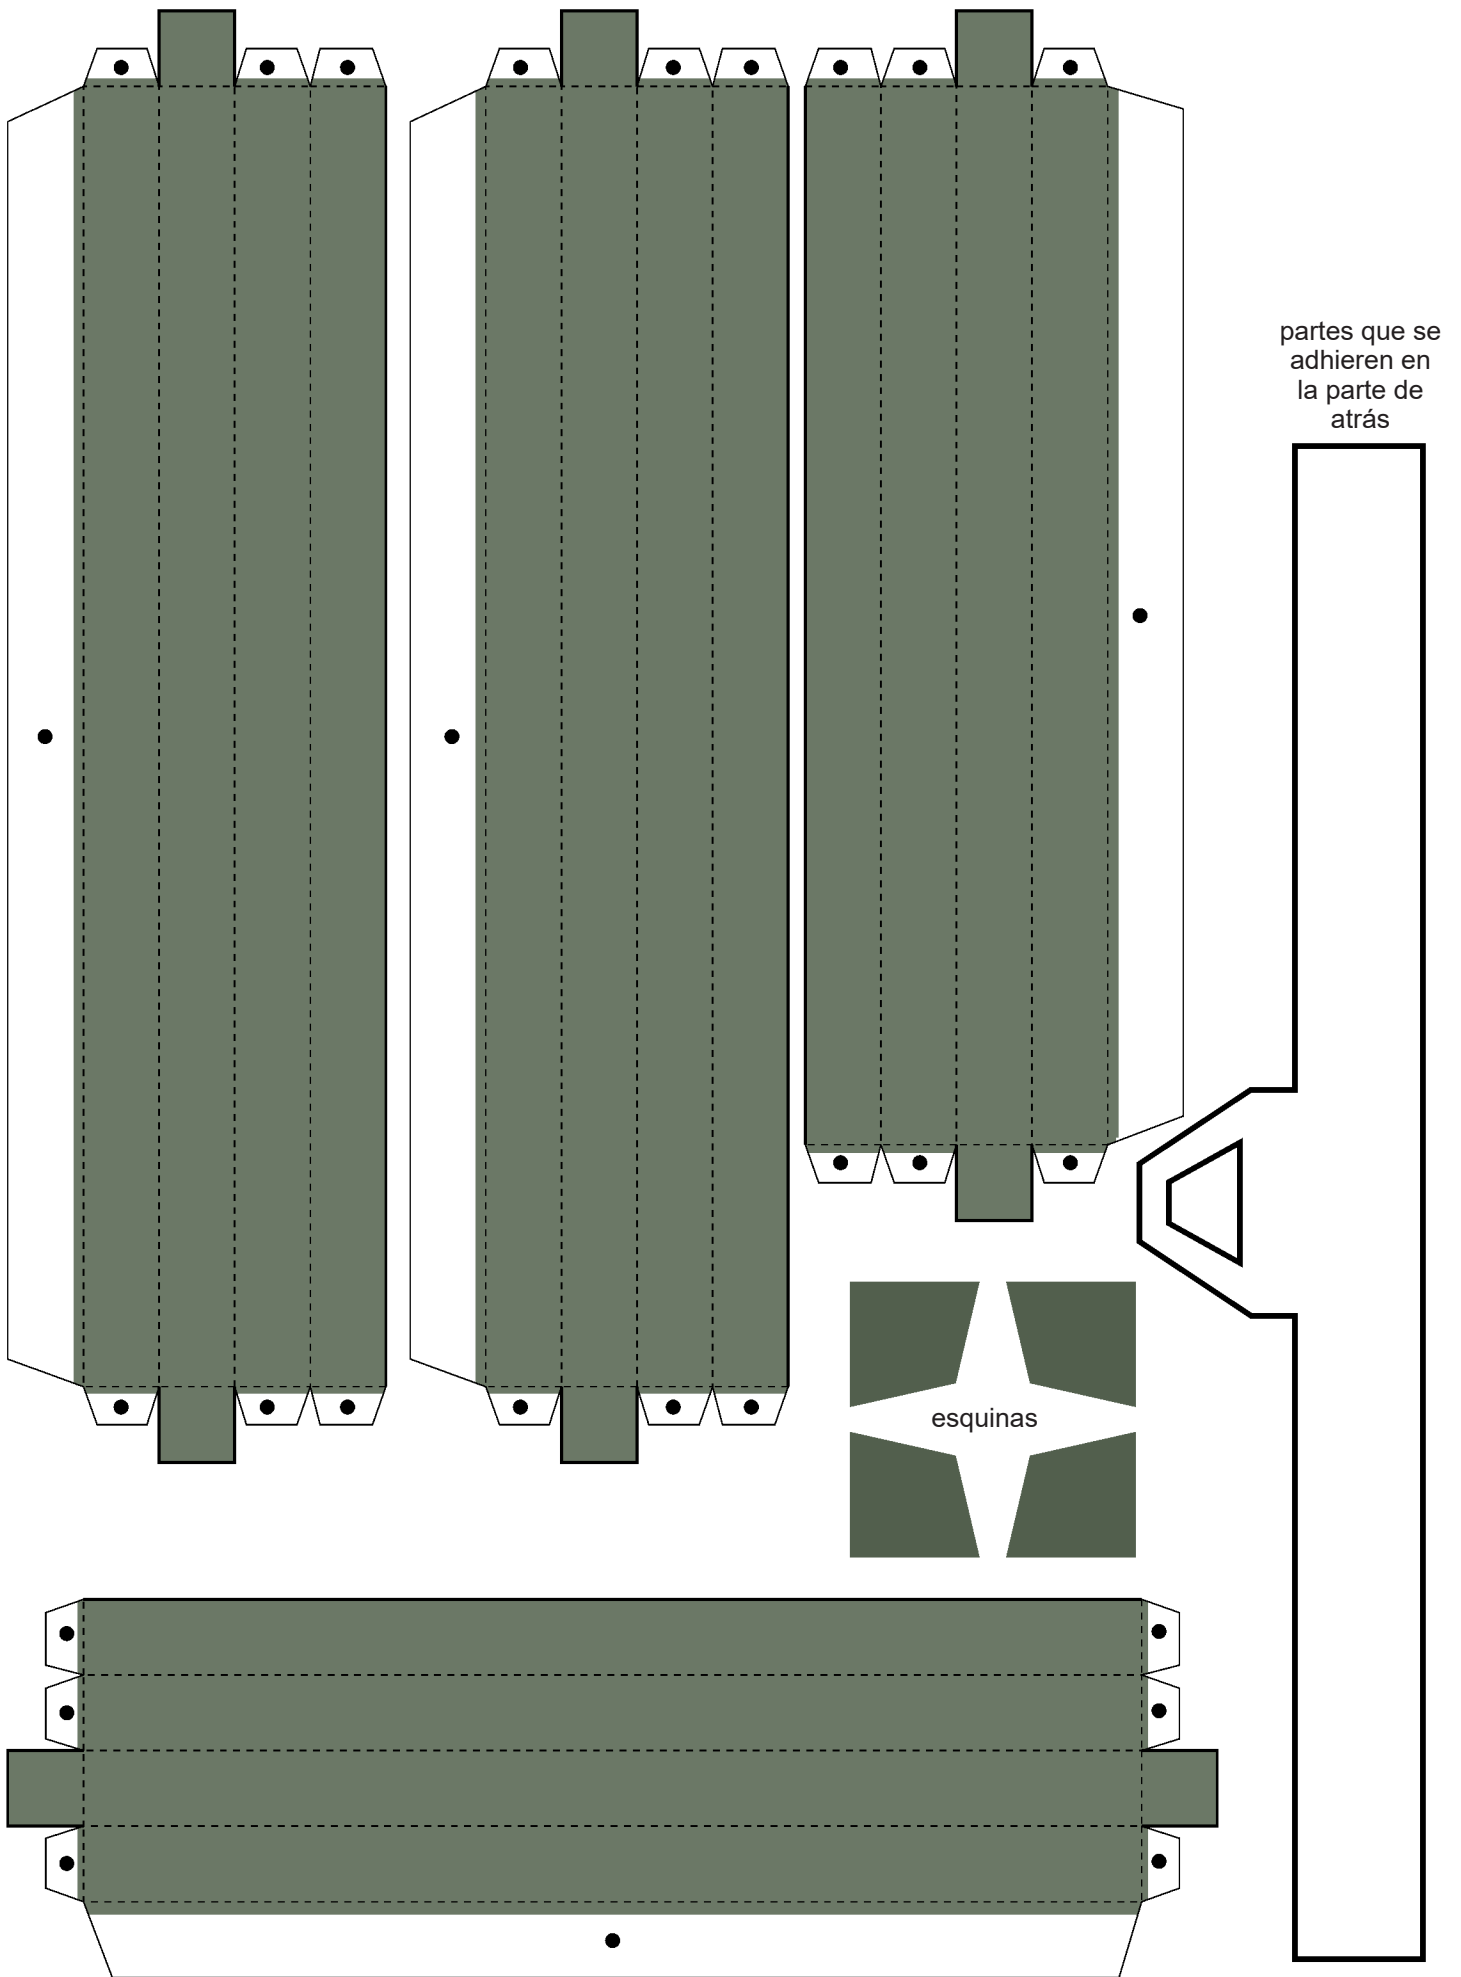 partes que se
adhieren en
la parte de
atrás
esquinas